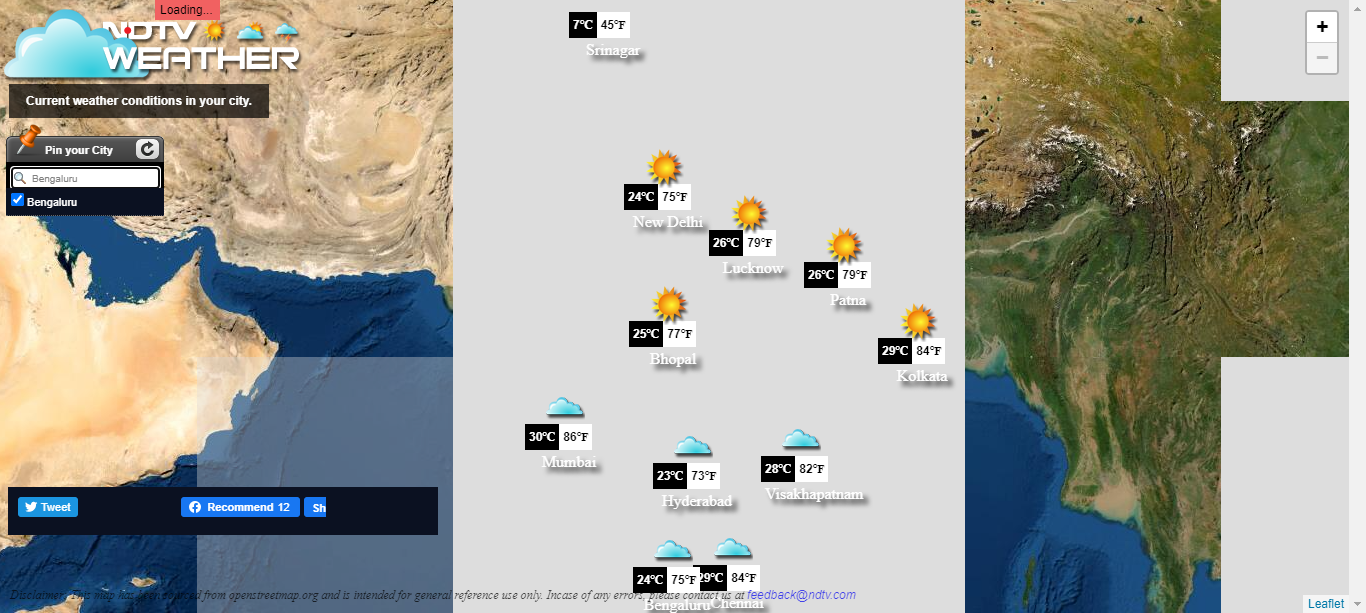 Loading...
NDTV
WEATHER
Current weather conditions in your city.
Pin your City
Bengaluru
Bengaluru
7°C 45°F
Srinagar
24°C 75°F
New Delhi
26°C 79°F
Lucknow
26°C 79°F
Patna
25°C 77°F
Bhopal
29°C 84°F
Kolkata
30°C 86°F
Mumbai
23°C 73°F
Hyderabad
28°C 82°F
Visakhapatnam
24°C 75°F
Bengaluru
29°C 84°F
Chennai
Tweet
Recommend 12
Sh
Disclaimer: This map has been sourced from openstreetmap.org and is intended for general reference use only. Incase of any errors, please contact us at feedback@ndtv.com
+
−
Leaflet